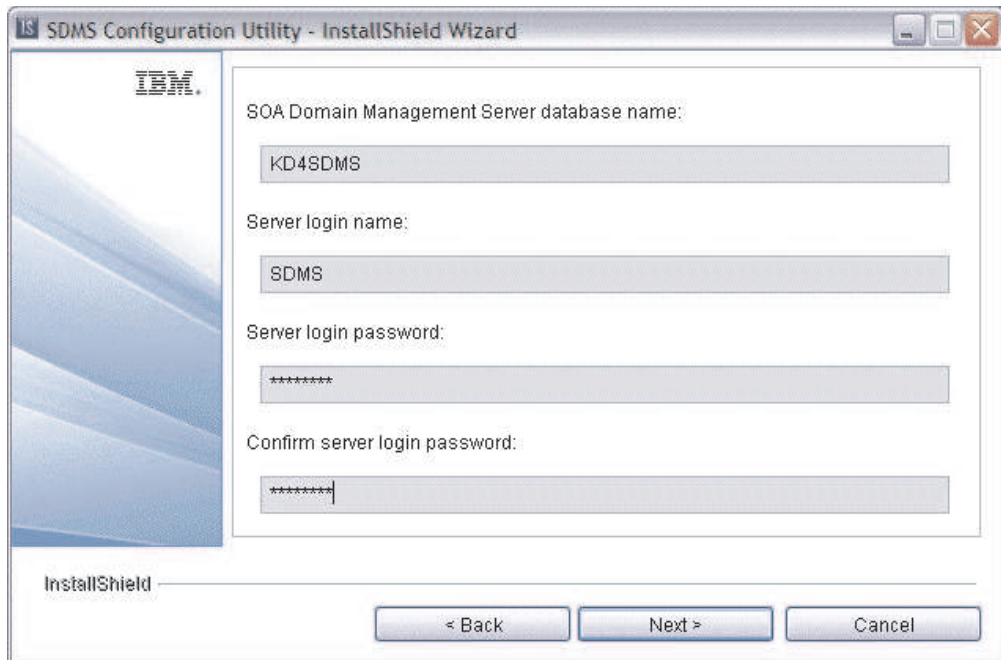 IS SDMS Configuration Utility - InstallShield Wizard
IBM.
SOA Domain Management Server database name:
KD4SDMS
Server login name:
SDMS
Server login password:
********
Confirm server login password:
********
InstallShield
< Back Next > Cancel